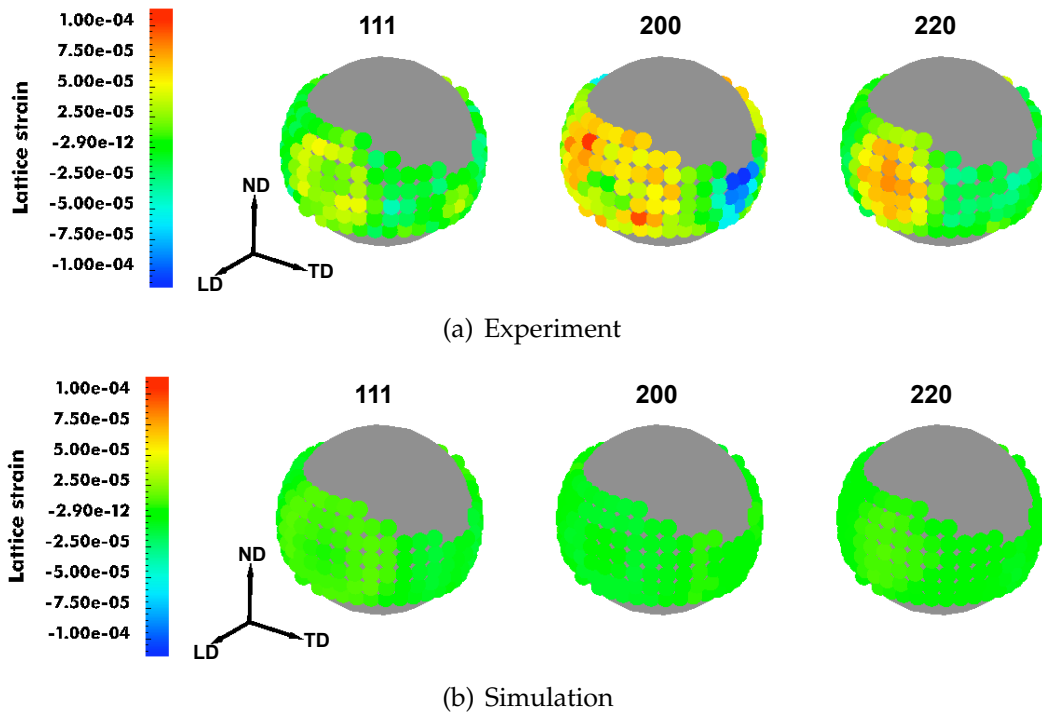 111
200
220
1.00e-04
7.50e-05
5.00e-05
2.50e-05
-2.90e-12
-2.50e-05
-5.00e-05
-7.50e-05
-1.00e-04
Lattice strain
ND
LD
TD
(a) Experiment
111
200
220
1.00e-04
7.50e-05
5.00e-05
2.50e-05
-2.90e-12
-2.50e-05
-5.00e-05
-7.50e-05
-1.00e-04
Lattice strain
ND
LD
TD
(b) Simulation